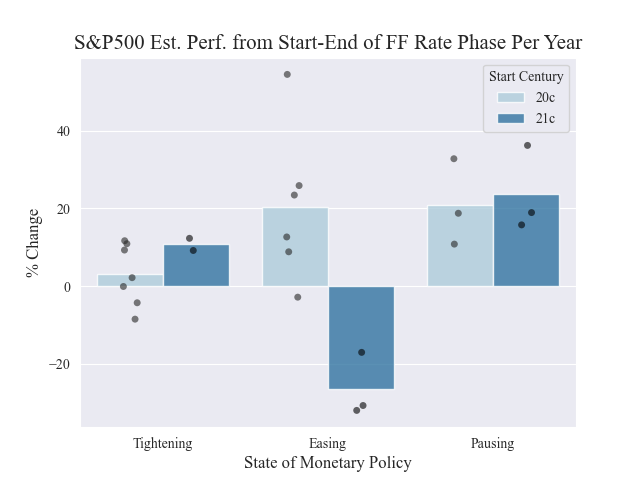 S&P500 Est. Perf. from Start-End of FF Rate Phase Per Year
Start Century
20c
21c
% Change
40
20
0
−20
Tightening
Easing
Pausing
State of Monetary Policy